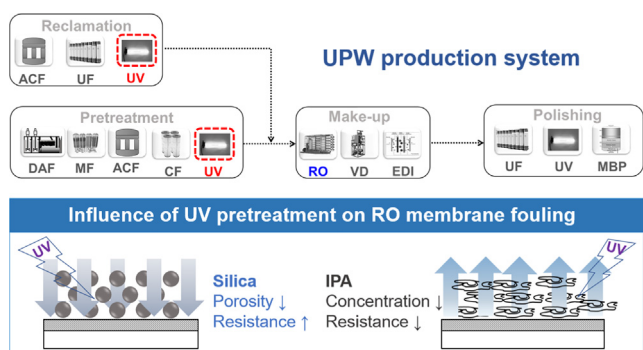 Reclamation
ACF UF UV
UPW production system
Pretreatment
DAF MF ACF CF UV
Make-up
RO VD EDI
Polishing
UF UV MBP
Influence of UV pretreatment on RO membrane fouling
UV
Silica
Porosity ↓
Resistance ↑
IPA
Concentration ↓
Resistance ↓
UV